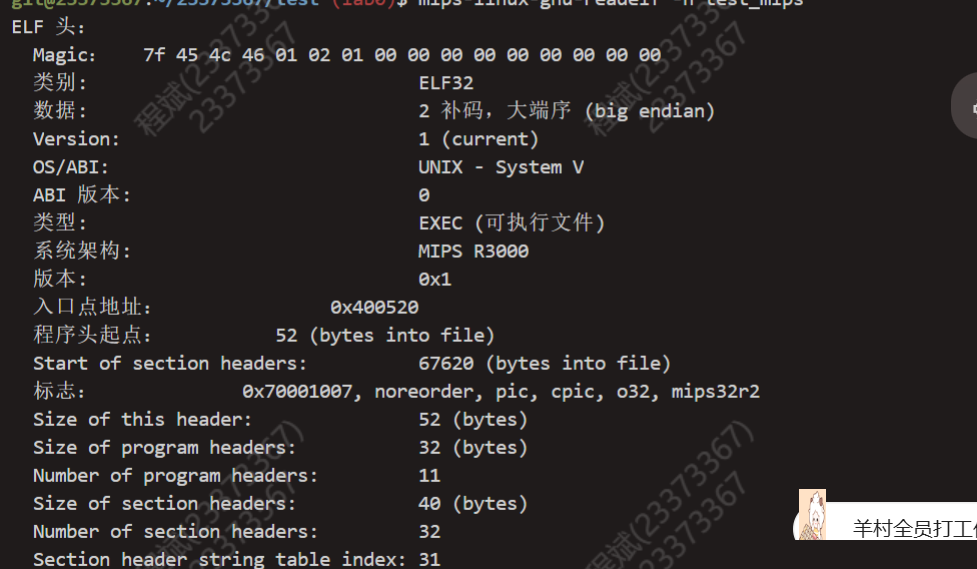 git@23373367:~/23373367/test (lab0)$ mips-linux-gnu-readelf -h test_mips
ELF 头：
Magic: 7f 45 4c 46 01 02 01 00 00 00 00 00 00 00 00 00
类别: ELF32
数据: 2 补码，大端序 (big endian)
Version: 1 (current)
OS/ABI: UNIX - System V
ABI 版本: 0
类型: EXEC (可执行文件)
系统架构: MIPS R3000
版本: 0x1
入口点地址： 0x400520
程序头起点： 52 (bytes into file)
Start of section headers: 67620 (bytes into file)
标志： 0x70001007, noreorder, pic, cpic, o32, mips32r2
Size of this header: 52 (bytes)
Size of program headers: 32 (bytes)
Number of program headers: 11
Size of section headers: 40 (bytes)
Number of section headers: 32
Section header string table index: 31
程斌(23373367)
23373367
程斌(23373367)
23373367
程斌(23373367)
23373367
程斌(23373367)
23373367
羊村全员打工